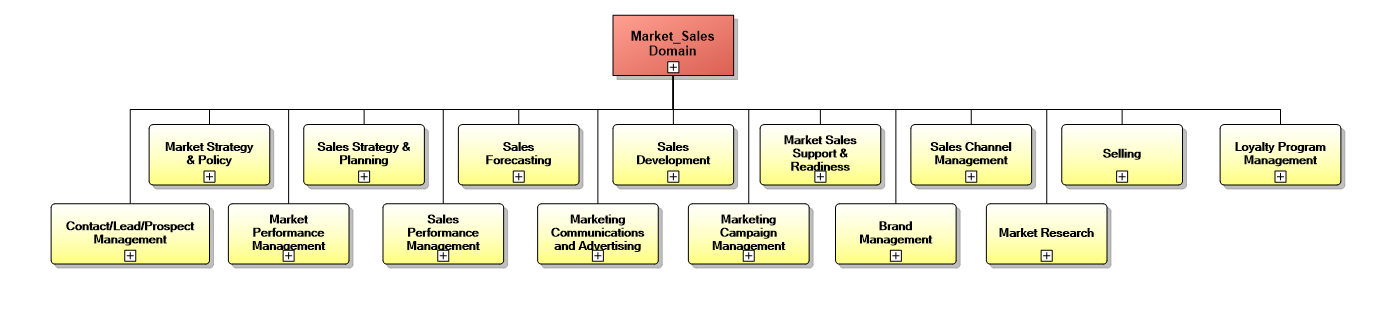 Market_Sales
Domain
Market Strategy
& Policy
Sales Strategy &
Planning
Sales
Forecasting
Sales
Development
Market Sales
Support &
Readiness
Sales Channel
Management
Selling
Loyalty Program
Management
Contact/Lead/Prospect
Management
Market
Performance
Management
Sales
Performance
Management
Marketing
Communications
and Advertising
Marketing
Campaign
Management
Brand
Management
Market Research